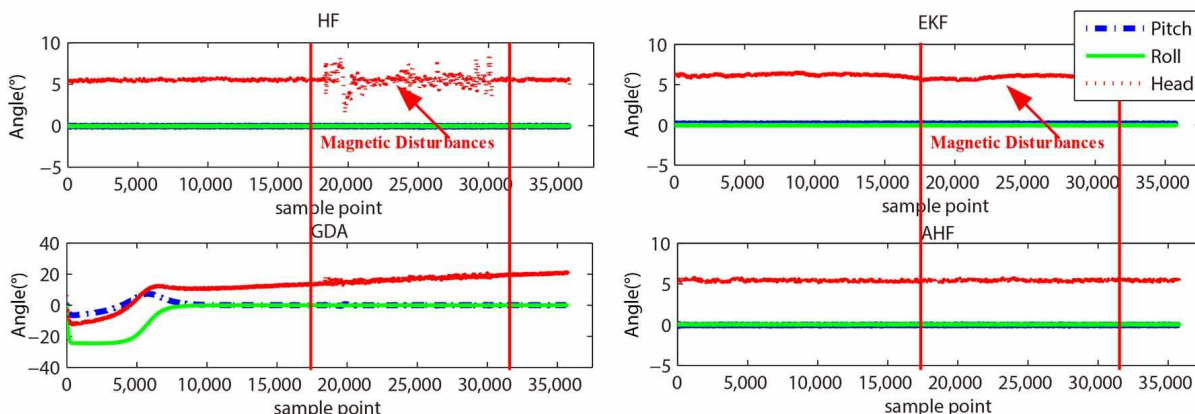 HF
10
5
0
−5
Angle(°)
Magnetic Disturbances
0 5,000 10,000 15,000 20,000 25,000 30,000 35,000
sample point
EKF
10
5
0
−5
Angle(°)
Magnetic Disturbances
0 5,000 10,000 15,000 20,000 25,000 30,000 35,000
sample point
Pitch
Roll
Head
GDA
40
20
0
−20
−40
Angle(°)
0 5,000 10,000 15,000 20,000 25,000 30,000 35,000
sample point
AHF
10
5
0
−5
Angle(°)
0 5,000 10,000 15,000 20,000 25,000 30,000 35,000
sample point